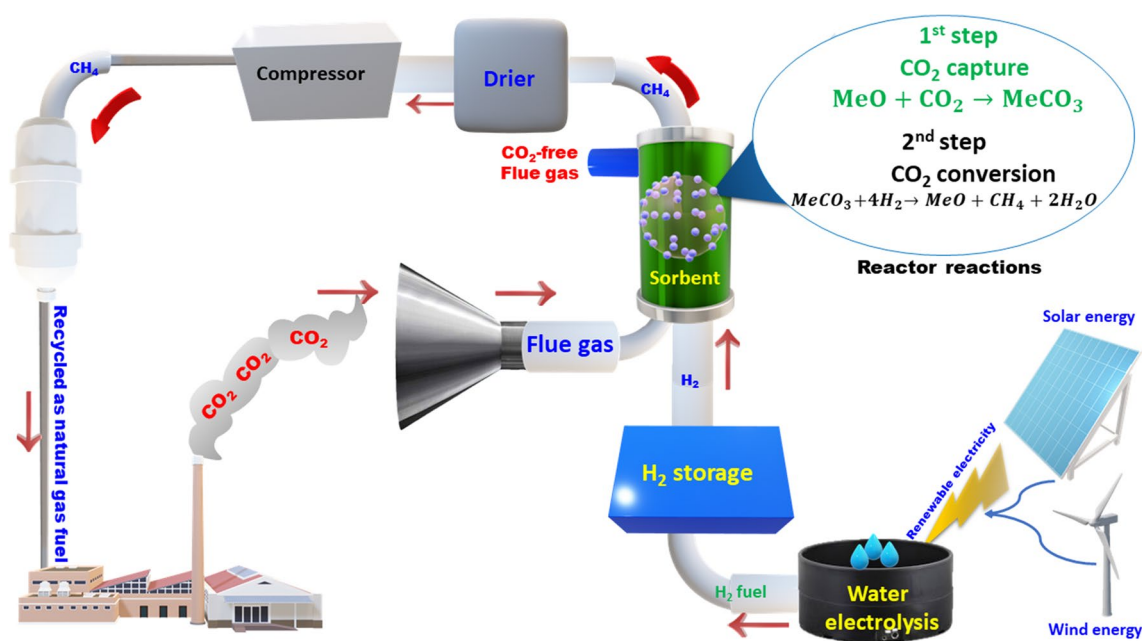 CH₄
Compressor
Drier
CH₄
CO₂-free
Flue gas
1st step
CO₂ capture
MeO + CO₂ → MeCO₃
2nd step
CO₂ conversion
MeCO₃+4H₂→ MeO + CH₄ + 2H₂O
Reactor reactions
Sorbent
Recycled as natural gas fuel
CO₂
CO₂
CO₂
Flue gas
H₂
H₂ storage
H₂ fuel
Water
electrolysis
Renewable electricity
Solar energy
Wind energy